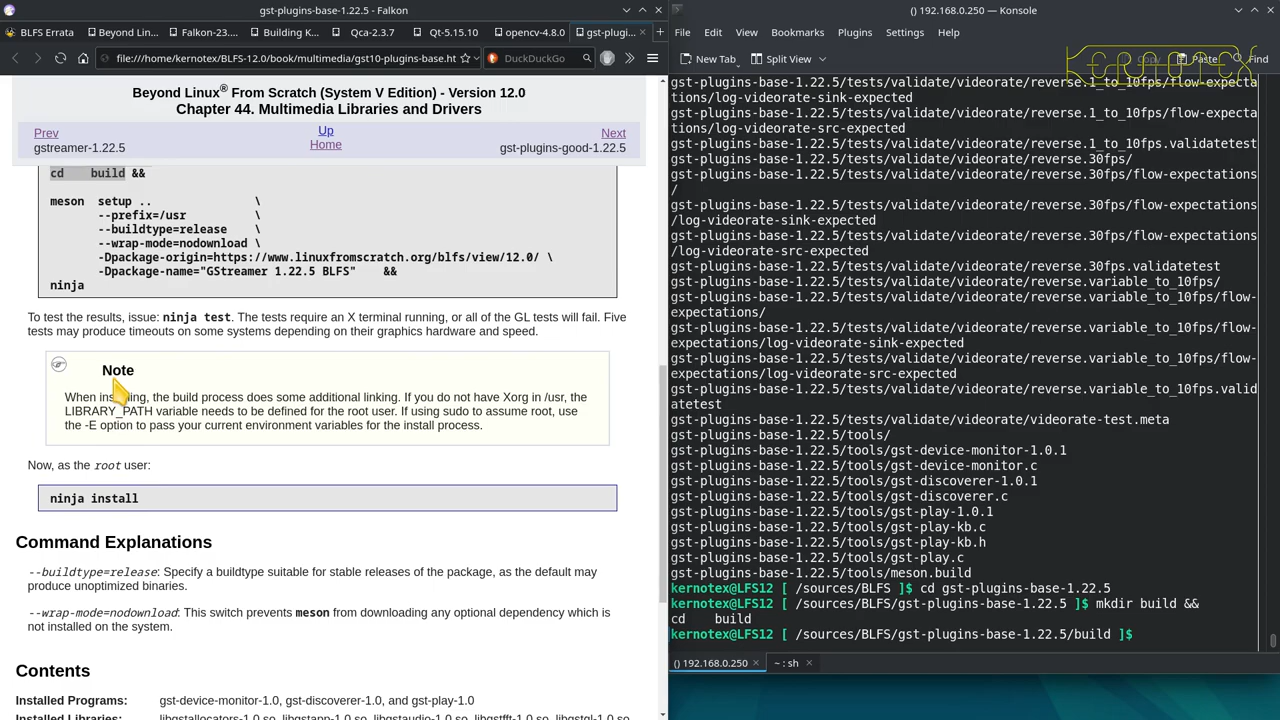 gst-plugins-base-1.22.5 - Falkon
BLFS Errata
Beyond Lin...
Falkon-23....
Building K...
Qca-2.3.7
Qt-5.15.10
opencv-4.8.0
gst-plugi...
file:///home/kernotex/BLFS-12.0/book/multimedia/gst10-plugins-base.ht
DuckDuckGo
Beyond Linux® From Scratch (System V Edition) - Version 12.0
Chapter 44. Multimedia Libraries and Drivers
Prev
Up
Next
gstreamer-1.22.5
Home
gst-plugins-good-1.22.5
cd    build &&
meson  setup ..               \
       --prefix=/usr          \
       --buildtype=release    \
       --wrap-mode=nodownload \
       -Dpackage-origin=https://www.linuxfromscratch.org/blfs/view/12.0/ \
       -Dpackage-name="GStreamer 1.22.5 BLFS"    &&
ninja
To test the results, issue: ninja test. The tests require an X terminal running, or all of the GL tests will fail. Five
tests may produce timeouts on some systems depending on their graphics hardware and speed.
Note
When installing, the build process does some additional linking. If you do not have Xorg in /usr, the
LIBRARY_PATH variable needs to be defined for the root user. If using sudo to assume root, use
the -E option to pass your current environment variables for the install process.
Now, as the root user:
ninja install
Command Explanations
--buildtype=release: Specify a buildtype suitable for stable releases of the package, as the default may
produce unoptimized binaries.
--wrap-mode=nodownload: This switch prevents meson from downloading any optional dependency which is
not installed on the system.
Contents
Installed Programs: gst-device-monitor-1.0, gst-discoverer-1.0, and gst-play-1.0
Installed Libraries: libgstallocators-1.0.so, libgstapp-1.0.so, libgstaudio-1.0.so, libgstfft-1.0.so, libgstgl-1.0.so,
() 192.168.0.250 — Konsole
File Edit View Bookmarks Plugins Settings Help
New Tab Split View Copy Paste Find
KERNOTEX
gst-plugins-base-1.22.5/tests/validate/videorate/reverse.1_to_10fps/flow-expecta
tions/log-videorate-sink-expected
gst-plugins-base-1.22.5/tests/validate/videorate/reverse.1_to_10fps/flow-expecta
tions/log-videorate-src-expected
gst-plugins-base-1.22.5/tests/validate/videorate/reverse.1_to_10fps.validatetest
gst-plugins-base-1.22.5/tests/validate/videorate/reverse.30fps/
gst-plugins-base-1.22.5/tests/validate/videorate/reverse.30fps/flow-expectations
/
gst-plugins-base-1.22.5/tests/validate/videorate/reverse.30fps/flow-expectations
/log-videorate-sink-expected
gst-plugins-base-1.22.5/tests/validate/videorate/reverse.30fps/flow-expectations
/log-videorate-src-expected
gst-plugins-base-1.22.5/tests/validate/videorate/reverse.30fps.validatetest
gst-plugins-base-1.22.5/tests/validate/videorate/reverse.variable_to_10fps/
gst-plugins-base-1.22.5/tests/validate/videorate/reverse.variable_to_10fps/flow-
expectations/
gst-plugins-base-1.22.5/tests/validate/videorate/reverse.variable_to_10fps/flow-
expectations/log-videorate-sink-expected
gst-plugins-base-1.22.5/tests/validate/videorate/reverse.variable_to_10fps/flow-
expectations/log-videorate-src-expected
gst-plugins-base-1.22.5/tests/validate/videorate/reverse.variable_to_10fps.valid
atetest
gst-plugins-base-1.22.5/tests/validate/videorate/videorate-test.meta
gst-plugins-base-1.22.5/tools/
gst-plugins-base-1.22.5/tools/gst-device-monitor-1.0.1
gst-plugins-base-1.22.5/tools/gst-device-monitor.c
gst-plugins-base-1.22.5/tools/gst-discoverer-1.0.1
gst-plugins-base-1.22.5/tools/gst-discoverer.c
gst-plugins-base-1.22.5/tools/gst-play-1.0.1
gst-plugins-base-1.22.5/tools/gst-play-kb.c
gst-plugins-base-1.22.5/tools/gst-play-kb.h
gst-plugins-base-1.22.5/tools/gst-play.c
gst-plugins-base-1.22.5/tools/meson.build
kernotex@LFS12 [ /sources/BLFS ]$ cd gst-plugins-base-1.22.5
kernotex@LFS12 [ /sources/BLFS/gst-plugins-base-1.22.5 ]$ mkdir build &&
cd    build
kernotex@LFS12 [ /sources/BLFS/gst-plugins-base-1.22.5/build ]$
() 192.168.0.250
~ : sh